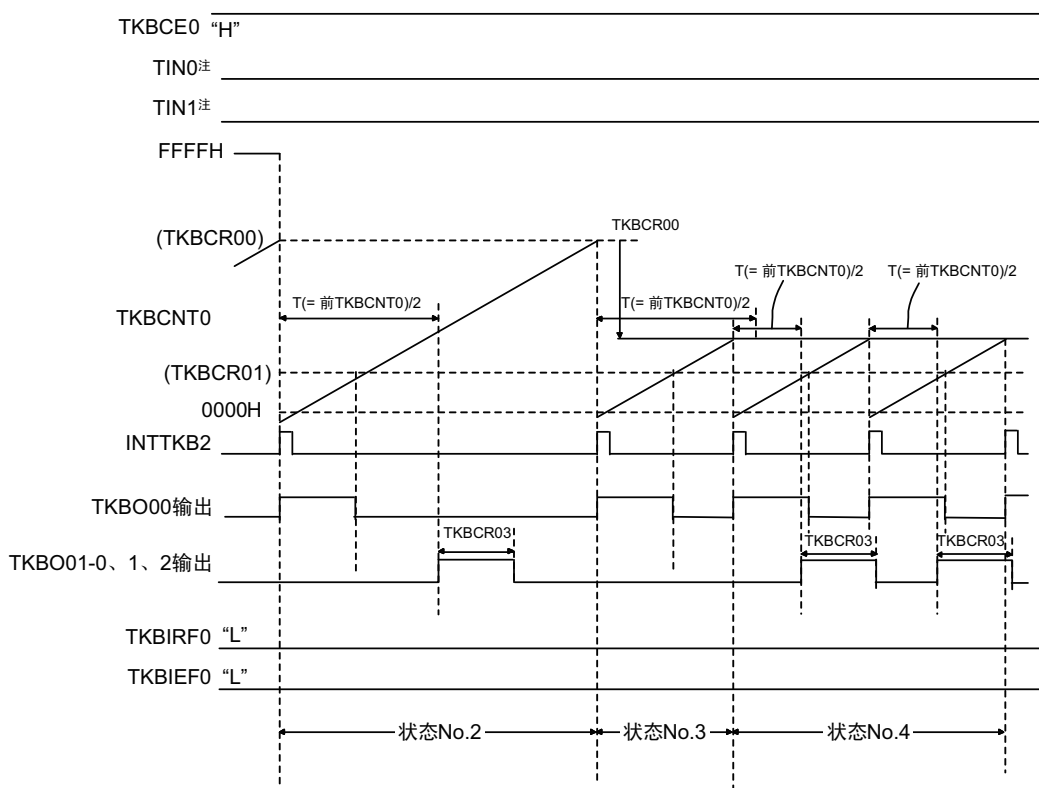 TKBCE0 “H”
TIN0注
TIN1注
FFFFH
(TKBCR00)
TKBCR00
T(= 前TKBCNT0)/2
T(= 前TKBCNT0)/2
T(= 前TKBCNT0)/2
T(= 前TKBCNT0)/2
TKBCNT0
(TKBCR01)
0000H
INTTKB2
TKBO00输出
TKBCR03
TKBCR03
TKBCR03
TKBO01-0、1、2输出
TKBIRF0 “L”
TKBIEF0 “L”
状态No.2
状态No.3
状态No.4